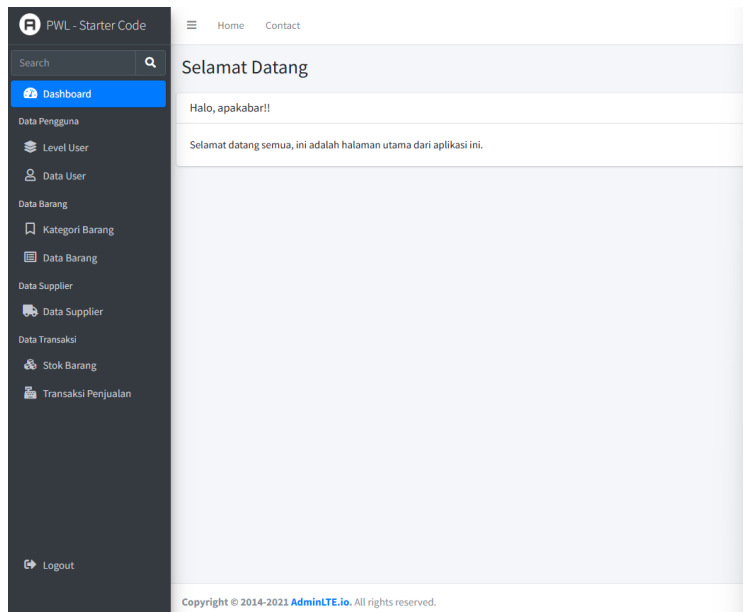 PWL - Starter Code
Home Contact
Search
Selamat Datang
Dashboard
Halo, apakabar!!
Data Pengguna
Level User
Selamat datang semua, ini adalah halaman utama dari aplikasi ini.
Data User
Data Barang
Kategori Barang
Data Barang
Data Supplier
Data Supplier
Data Transaksi
Stok Barang
Transaksi Penjualan
Logout
Copyright © 2014-2021 AdminLTE.io. All rights reserved.